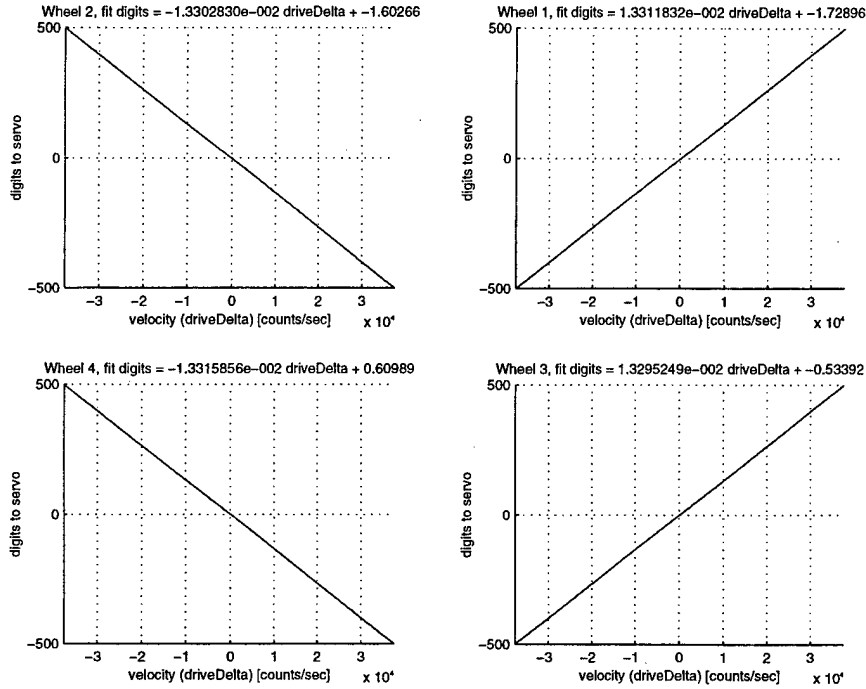 Wheel 2, fit digits = −1.3302830e−002 driveDelta + −1.60266
500
0
−500
digits to servo
−3 −2 −1 0 1 2 3
velocity (driveDelta) [counts/sec] x 10⁴
Wheel 1, fit digits = 1.3311832e−002 driveDelta + −1.72896
500
0
−500
digits to servo
−3 −2 −1 0 1 2 3
velocity (driveDelta) [counts/sec] x 10⁴
Wheel 4, fit digits = −1.3315856e−002 driveDelta + 0.60989
500
0
−500
digits to servo
−3 −2 −1 0 1 2 3
velocity (driveDelta) [counts/sec] x 10⁴
Wheel 3, fit digits = 1.3295249e−002 driveDelta + −0.53392
500
0
−500
digits to servo
−3 −2 −1 0 1 2 3
velocity (driveDelta) [counts/sec] x 10⁴